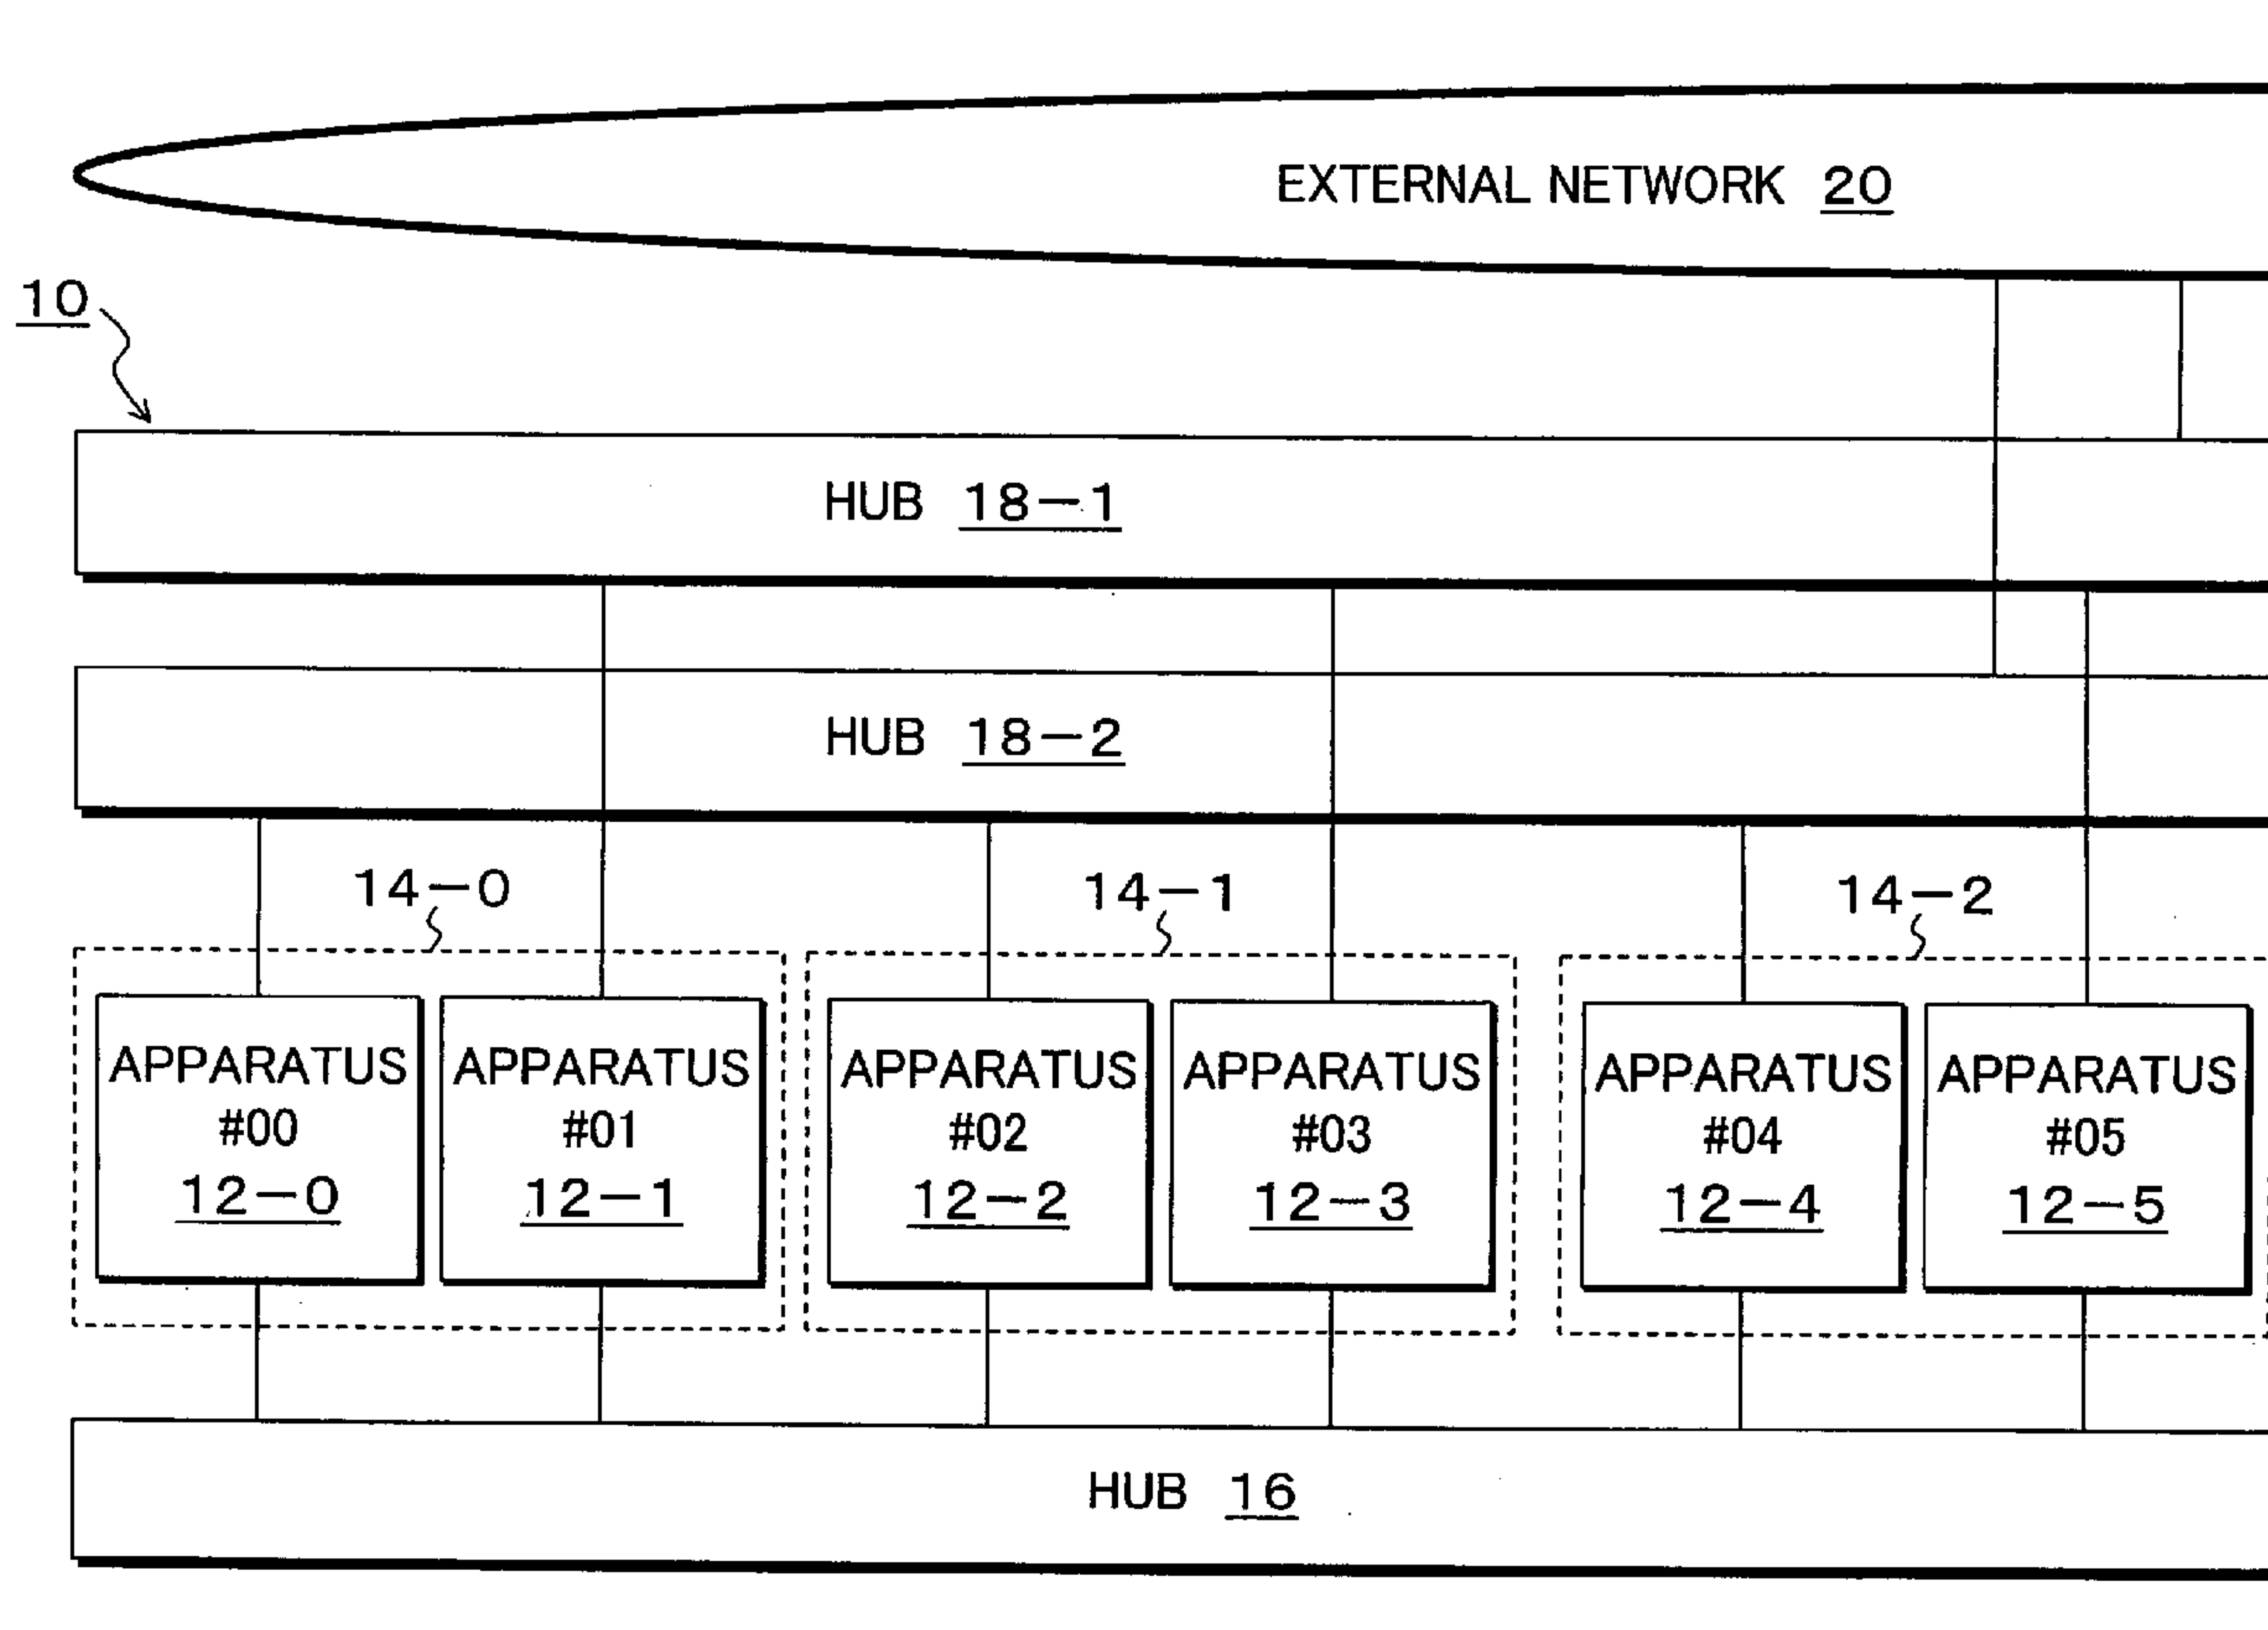 EXTERNAL NETWORK 20
10
HUB 18-1
HUB 18-2
14-0
14-1
14-2
APPARATUS
#00
12-0
APPARATUS
#01
12-1
APPARATUS
#02
12-2
APPARATUS
#03
12-3
APPARATUS
#04
12-4
APPARATUS
#05
12-5
HUB 16